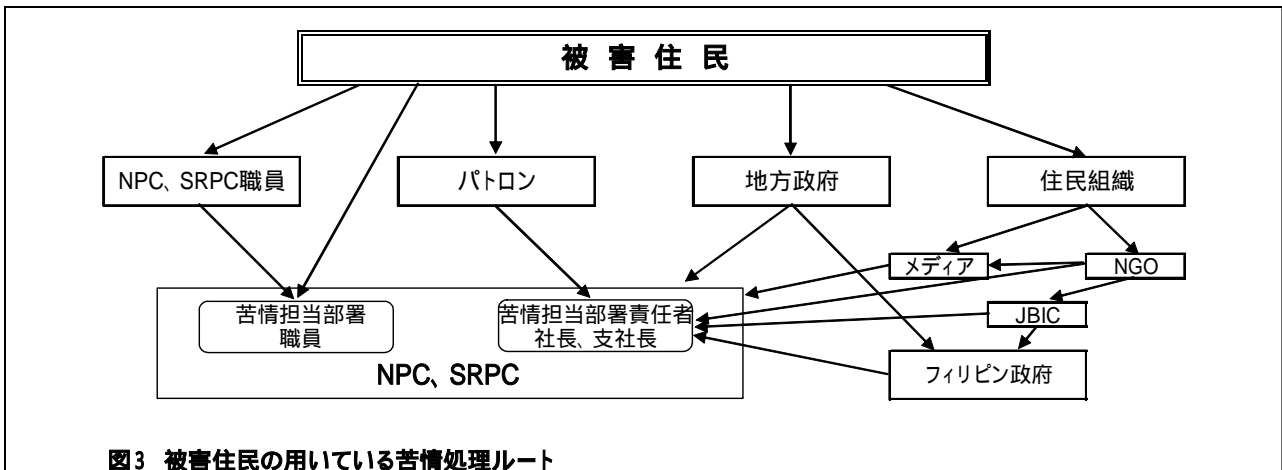 被 害 住 民
NPC、SRPC職員
パトロン
地方政府
住民組織
メディア
NGO
苦情担当部署
職員
苦情担当部署責任者
社長、支社長
JBIC
NPC、SRPC
フィリピン政府
図3 被害住民の用いている苦情処理ルート